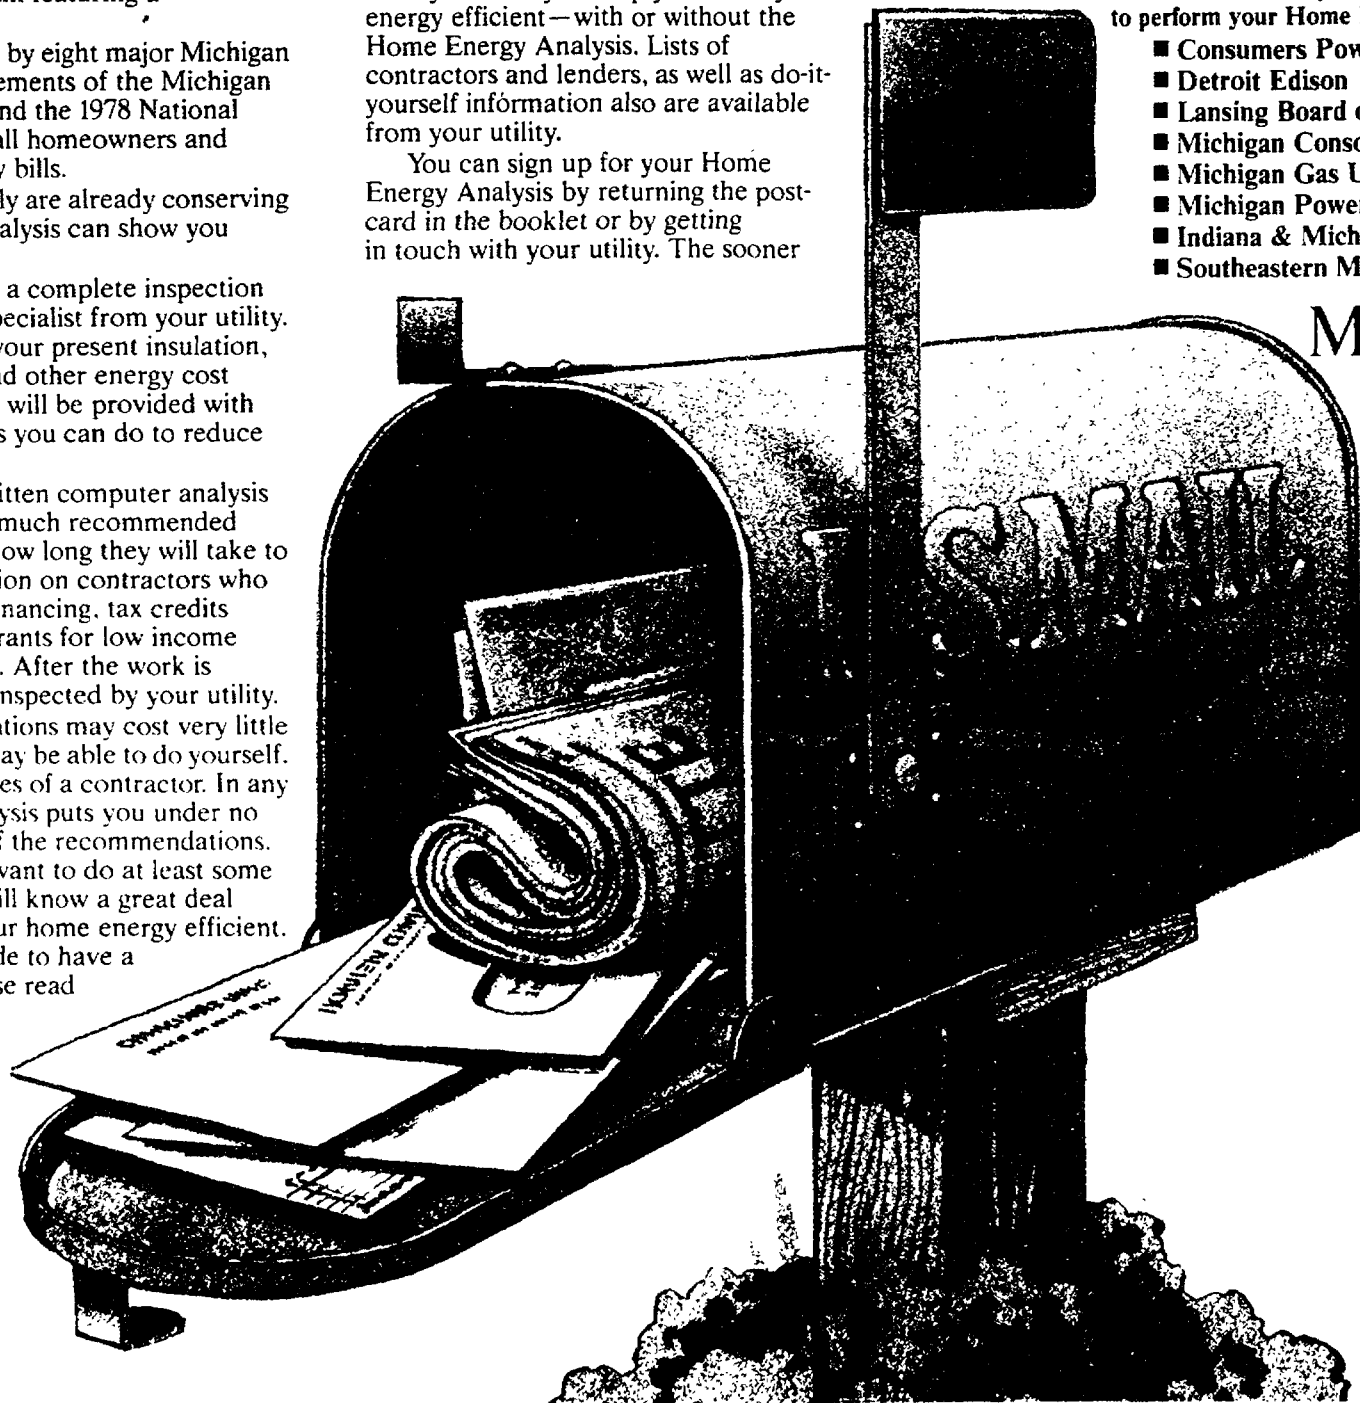 by eight major Michigan
ements of the Michigan
nd the 1978 National
all homeowners and
y bills.
ly are already conserving
alysis can show you
a complete inspection
pecialist from your utility.
your present insulation,
nd other energy cost
will be provided with
s you can do to reduce
itten computer analysis
much recommended
ow long they will take to
ion on contractors who
nancing, tax credits
rants for low income
. After the work is
nspected by your utility.
ations may cost very little
ay be able to do yourself.
es of a contractor. In any
ysis puts you under no
f the recommendations.
want to do at least some
ill know a great deal
ur home energy efficient.
de to have a
se read
energy efficient—with or without the
Home Energy Analysis. Lists of
contractors and lenders, as well as do-it-
yourself information also are available
from your utility.
You can sign up for your Home
Energy Analysis by returning the post-
card in the booklet or by getting
in touch with your utility. The sooner
to perform your Home
■ Consumers Pow
■ Detroit Edison
■ Lansing Board o
■ Michigan Conso
■ Michigan Gas U
■ Michigan Power
■ Indiana & Mich
■ Southeastern M
M
U.S.MAIL